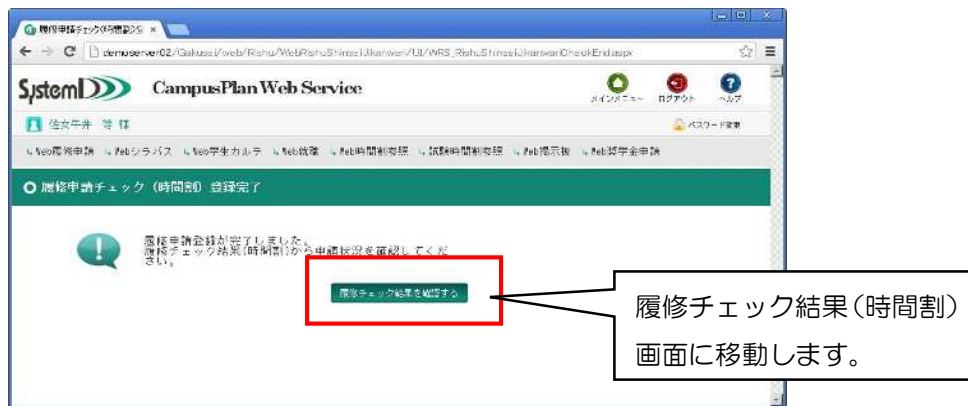 履修申請チェック(時間割)
demoserver02/Gakusei/web/Rishu/WebRishuShinseiJikanwari/UI/WRS_RishuShinseiJikanwariCheckEnd.aspx
SystemD CampusPlan Web Service
メインメニュー ログアウト ヘルプ
佐女牛井 等 様 パスワード変更
Web履修申請 Webシラバス Web学生カルテ Web就職 Web時間割参照 試験時間割参照 Web掲示板 Web奨学金申請
履修申請チェック（時間割） 登録完了
履修申請登録が完了しました。
履修チェック結果(時間割)から申請状況を確認してくだ
さい。
履修チェック結果を確認する
履修チェック結果（時間割）
画面に移動します。